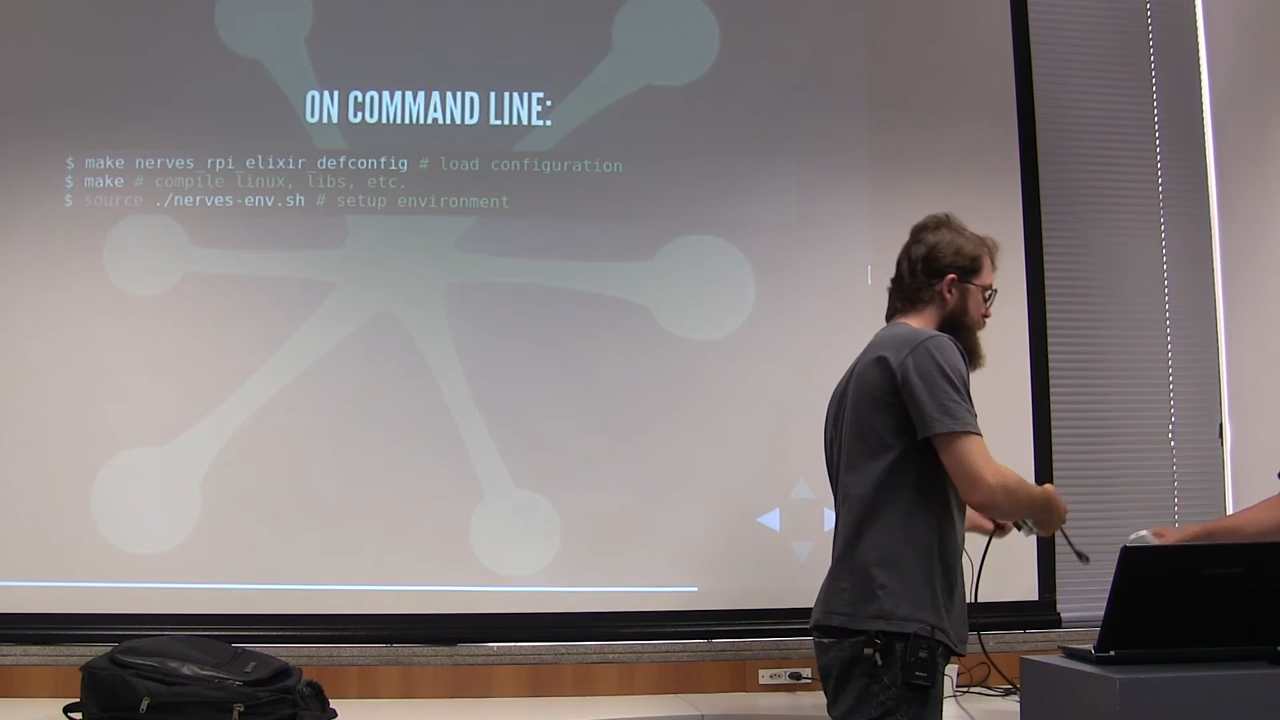 ON COMMAND LINE:
$ make nerves_rpi_elixir_defconfig # load configuration
$ make # compile linux, libs, etc.
$ source ./nerves-env.sh # setup environment